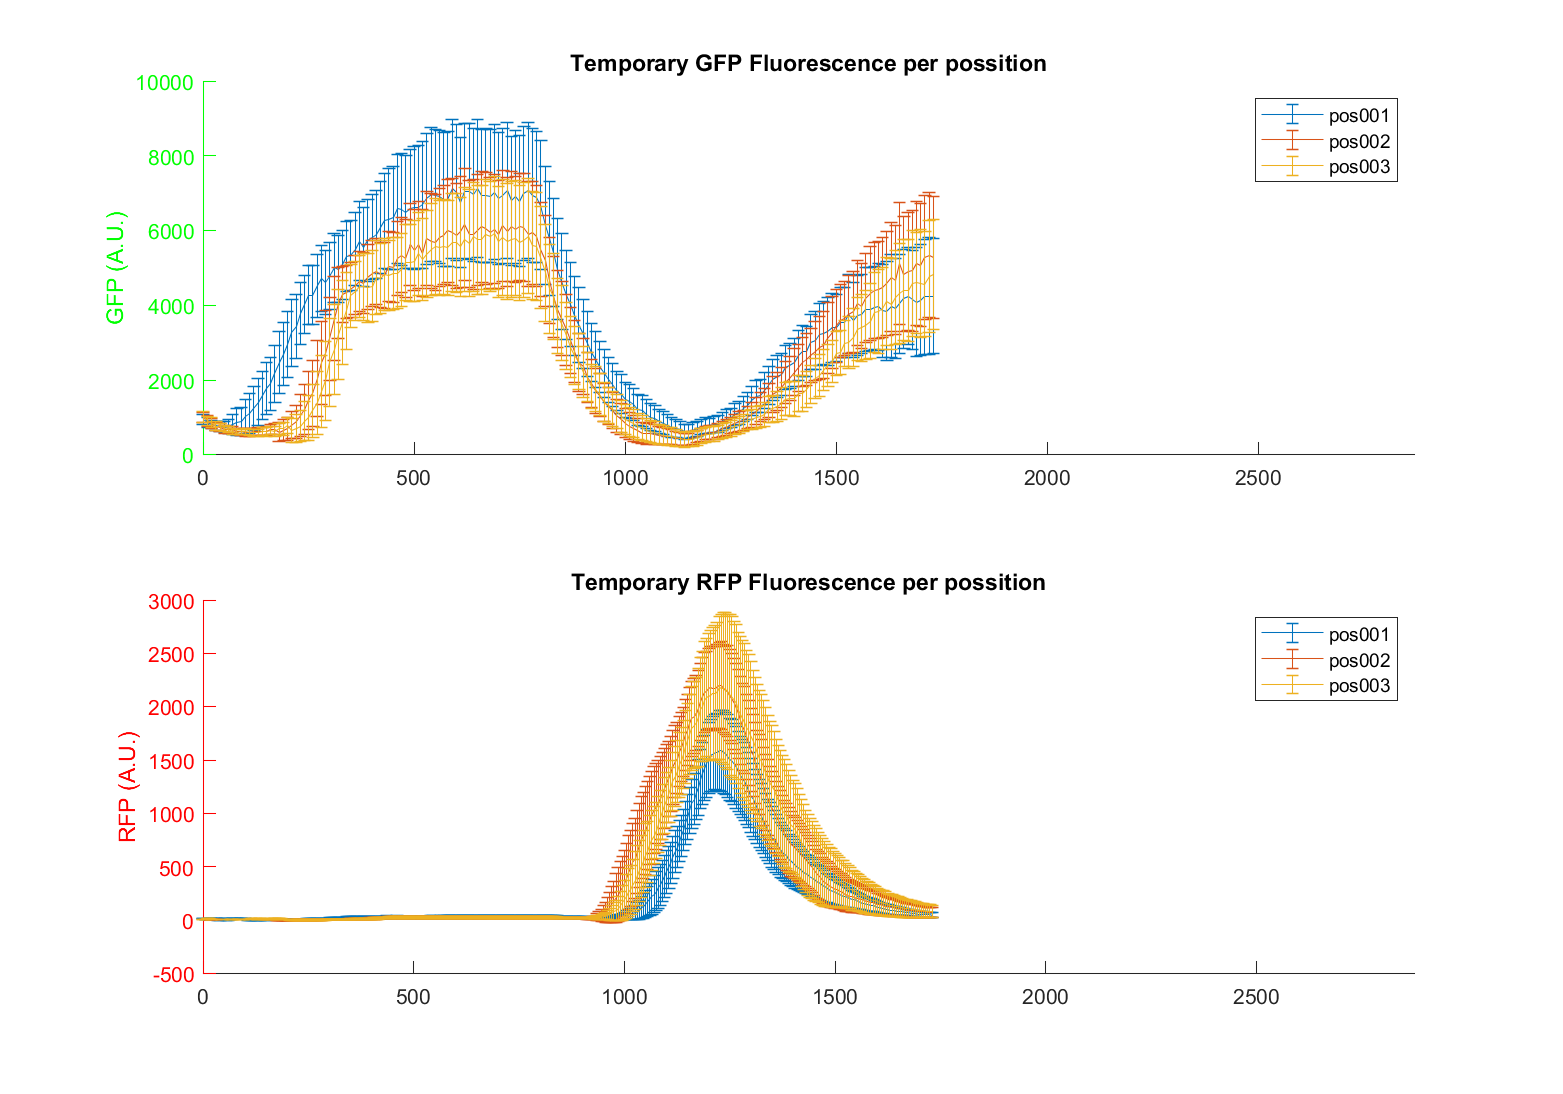 Temporary GFP Fluorescence per possition
10000
8000
6000
4000
2000
0
GFP (A.U.)
0 500 1000 1500 2000 2500
pos001
pos002
pos003
Temporary RFP Fluorescence per possition
3000
2500
2000
1500
1000
500
0
-500
RFP (A.U.)
0 500 1000 1500 2000 2500
pos001
pos002
pos003